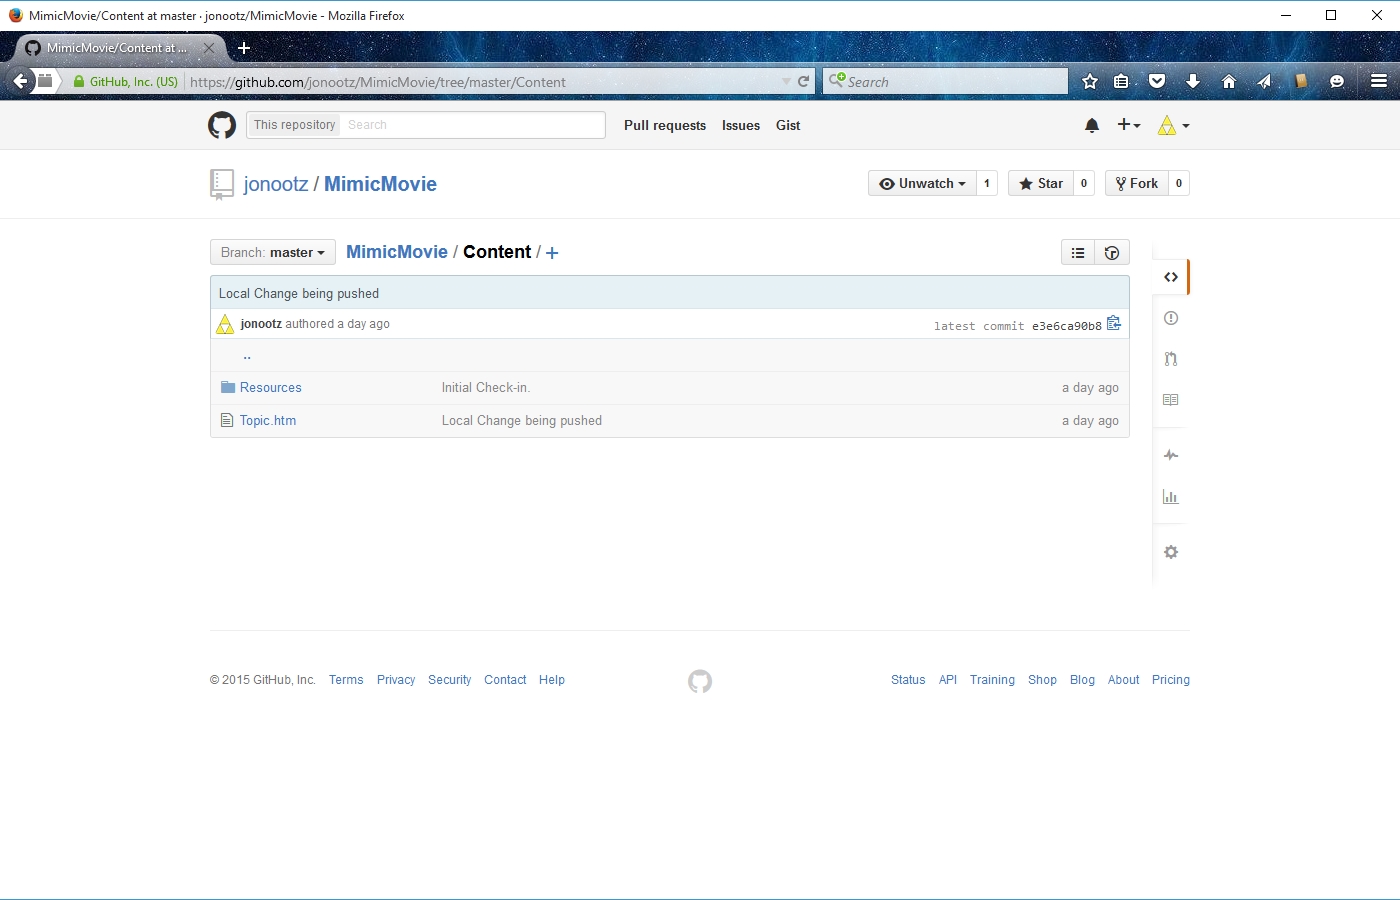 MimicMovie/Content at master · jonootz/MimicMovie - Mozilla Firefox
MimicMovie/Content at ...
GitHub, Inc. (US) https://github.com/jonootz/MimicMovie/tree/master/Content Search
This repository Search Pull requests Issues Gist
jonootz / MimicMovie Unwatch 1 Star 0 Fork 0
Branch: master MimicMovie / Content / +
Local Change being pushed
jonootz authored a day ago latest commit e3e6ca90b8
..
Resources Initial Check-in. a day ago
Topic.htm Local Change being pushed a day ago
© 2015 GitHub, Inc. Terms Privacy Security Contact Help Status API Training Shop Blog About Pricing